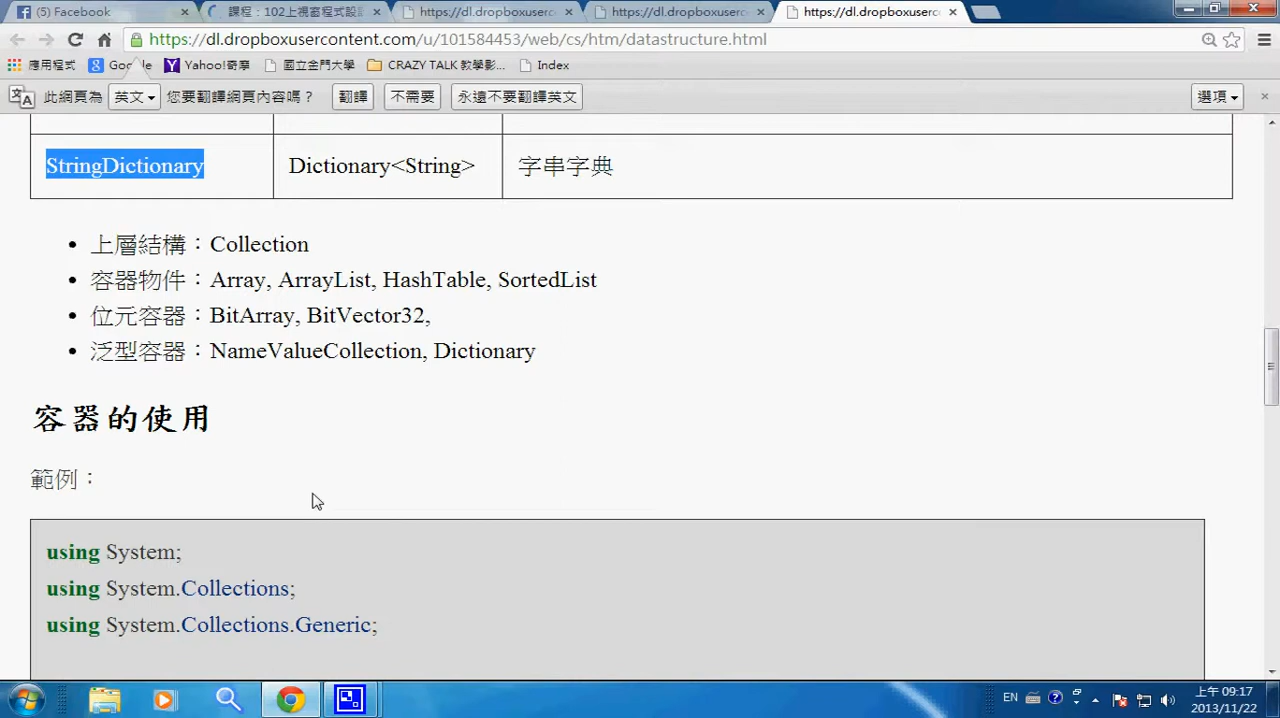 (5) Facebook
課程：102上視窗程式設
https://dl.dropboxuserc
https://dl.dropboxuserc
https://dl.dropboxuserc
https://dl.dropboxusercontent.com/u/101584453/web/cs/htm/datastructure.html
應用程式 Google Yahoo!奇摩 國立金門大學 CRAZY TALK 教學影... Index
此網頁為 英文 您要翻譯網頁內容嗎？ 翻譯 不需要 永遠不要翻譯英文 選項
StringDictionary Dictionary<String> 字串字典
上層結構：Collection
容器物件：Array, ArrayList, HashTable, SortedList
位元容器：BitArray, BitVector32,
泛型容器：NameValueCollection, Dictionary
容器的使用
範例：
using System;
using System.Collections;
using System.Collections.Generic;
EN 上午 09:17
2013/11/22